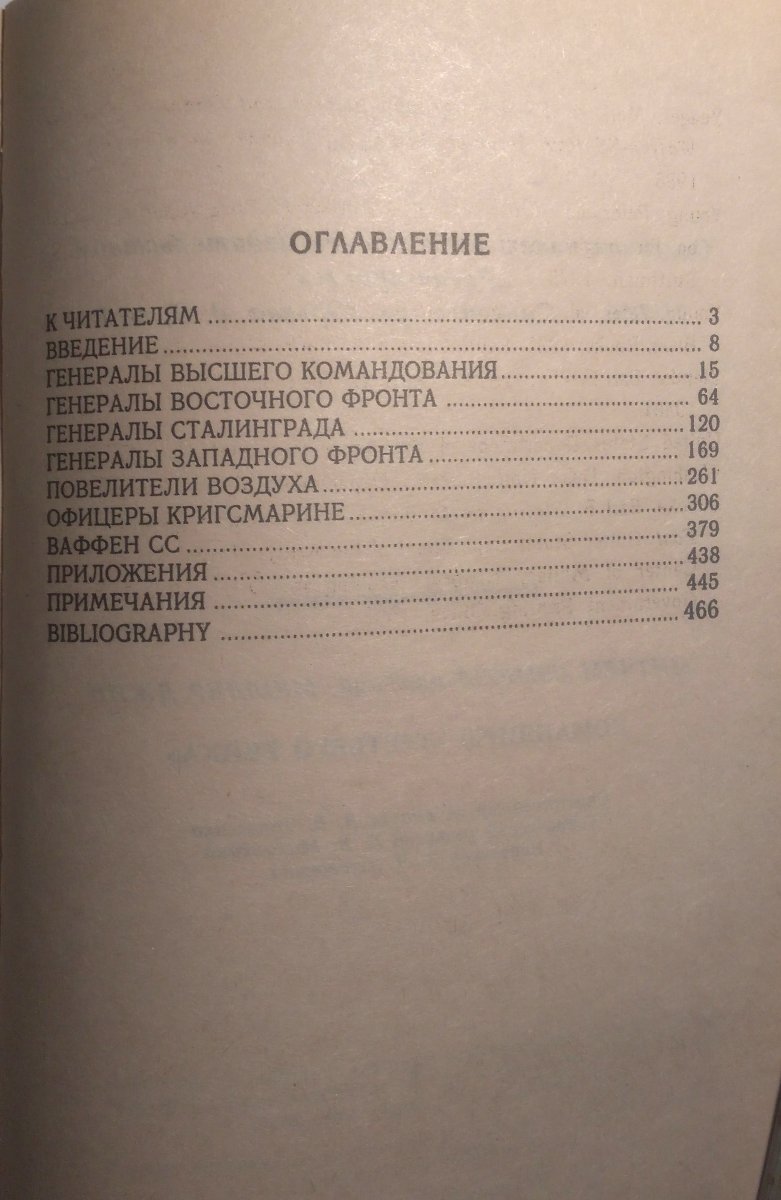 ОГЛАВЛЕНИЕ
К ЧИТАТЕЛЯМ 3
ВВЕДЕНИЕ 8
ГЕНЕРАЛЫ ВЫСШЕГО КОМАНДОВАНИЯ 15
ГЕНЕРАЛЫ ВОСТОЧНОГО ФРОНТА 64
ГЕНЕРАЛЫ СТАЛИНГРАДА 120
ГЕНЕРАЛЫ ЗАПАДНОГО ФРОНТА 169
ПОВЕЛИТЕЛИ ВОЗДУХА 261
ОФИЦЕРЫ КРИГСМАРИНЕ 306
ВАФФЕН СС 379
ПРИЛОЖЕНИЯ 438
ПРИМЕЧАНИЯ 445
BIBLIOGRAPHY 466